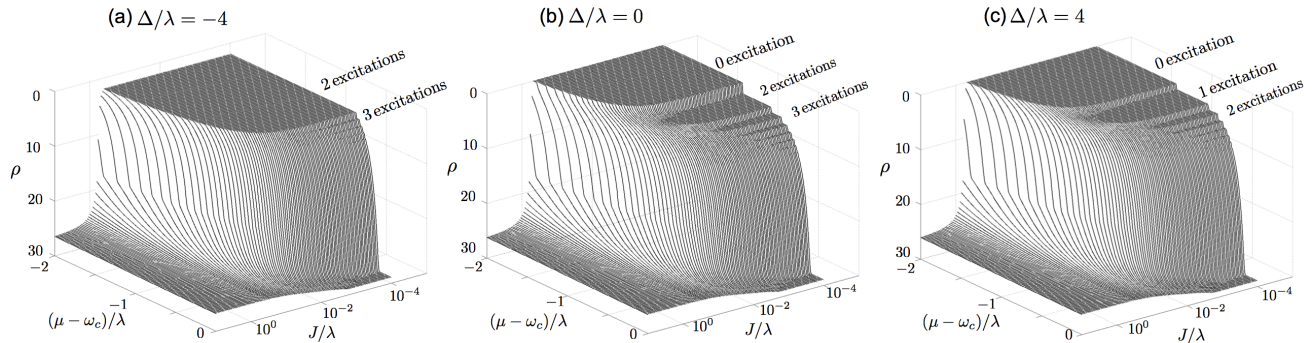 (a) Δ/λ = −4
2 excitations
3 excitations
0
10
20
30
ρ
−2
−1
0
(μ − ω_c)/λ
10^0
10^−2
10^−4
J/λ
(b) Δ/λ = 0
0 excitation
2 excitations
3 excitations
0
10
20
30
ρ
−2
−1
0
(μ − ω_c)/λ
10^0
10^−2
10^−4
J/λ
(c) Δ/λ = 4
0 excitation
1 excitation
2 excitations
0
10
20
30
ρ
−2
−1
0
(μ − ω_c)/λ
10^0
10^−2
10^−4
J/λ